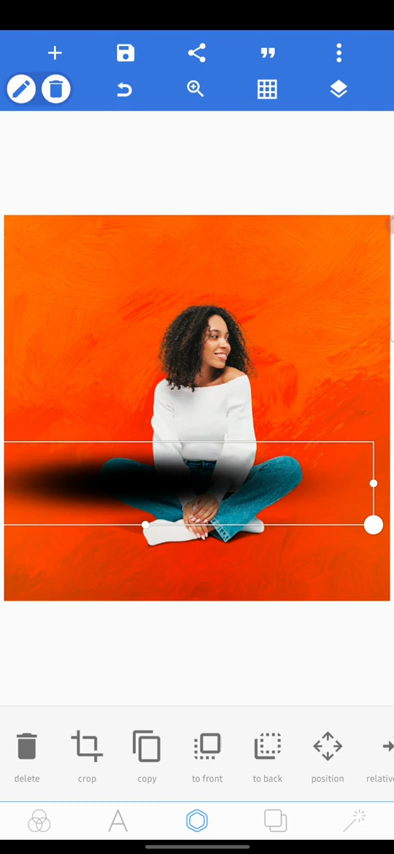 delete
crop
copy
to front
to back
position
relative